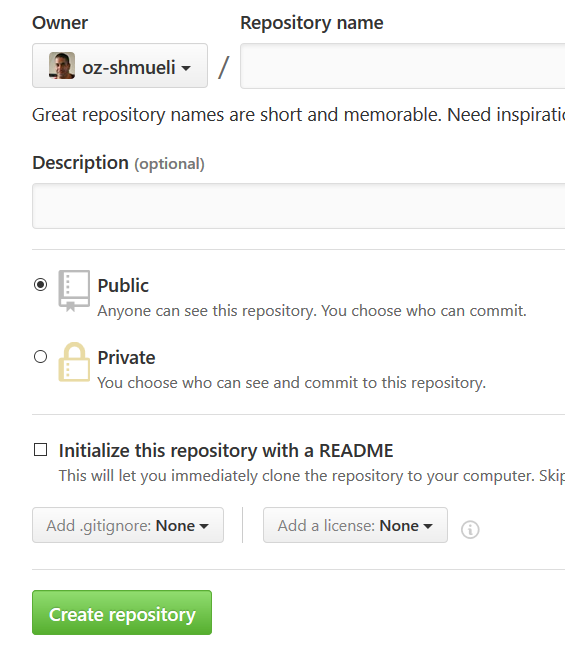 Owner
Repository name
oz-shmueli
/
Great repository names are short and memorable. Need inspirati
Description (optional)
Public
Anyone can see this repository. You choose who can commit.
Private
You choose who can see and commit to this repository.
Initialize this repository with a README
This will let you immediately clone the repository to your computer. Skip
Add .gitignore: None
Add a license: None
Create repository